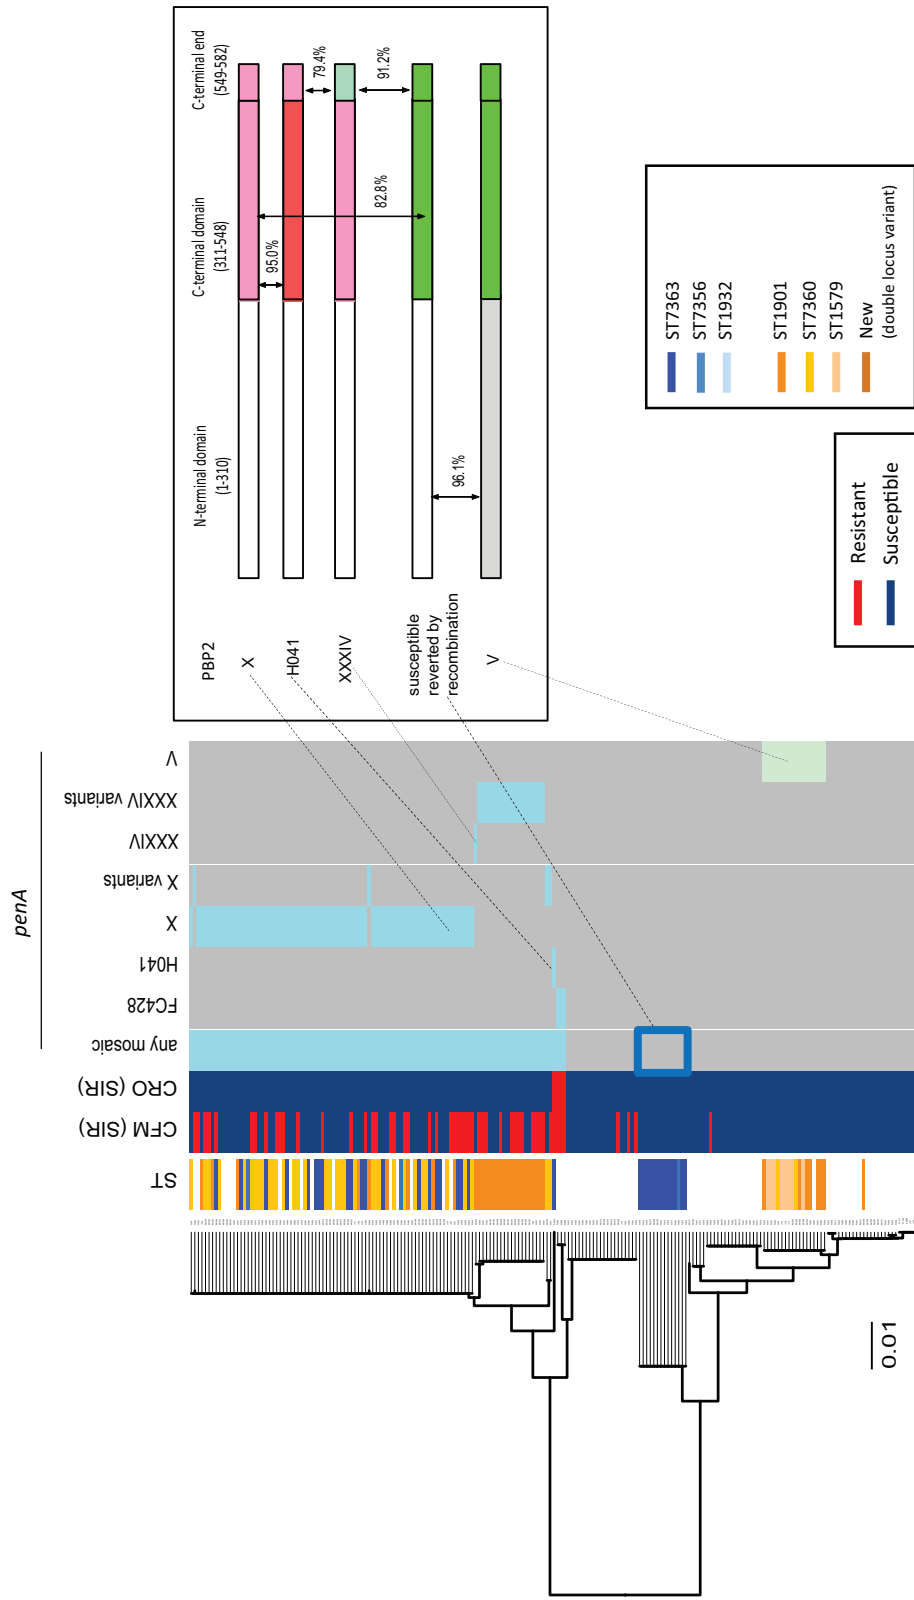 penA
ST
CFM (SIR)
CRO (SIR)
any mosaic
FC428
H041
X
X variants
XXXIV
XXXIV variants
V
0.01
PBP2
N-terminal domain
(1-310)
C-terminal domain
(311-548)
C-terminal end
(549-582)
X
H041
XXXIV
susceptible
reverted by
recombination
V
95.0%
79.4%
82.8%
91.2%
96.1%
Resistant
Susceptible
ST7363
ST7356
ST1932
ST1901
ST7360
ST1579
New
(double locus variant)